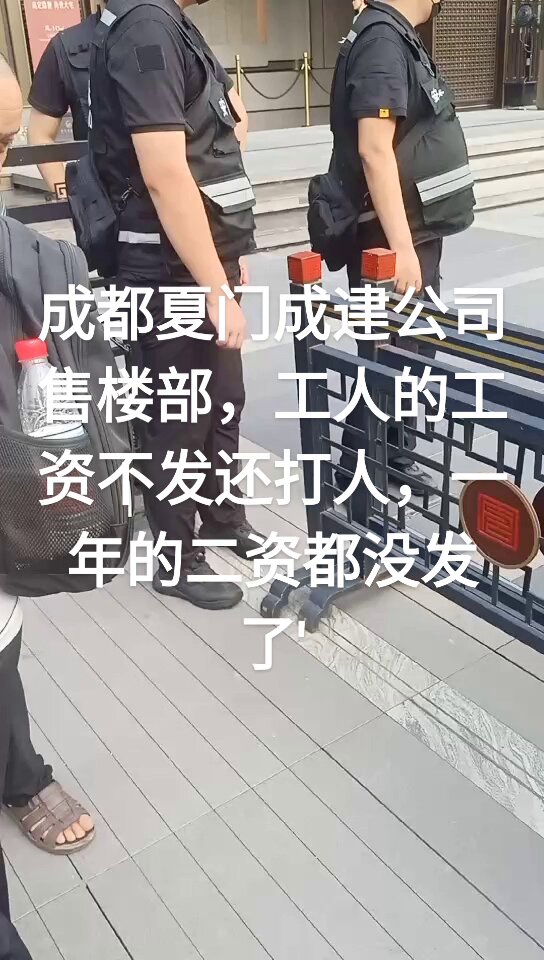 成都夏门成建公司
售楼部，工人的工
资不发还打人，一
年的二资都没发
了'